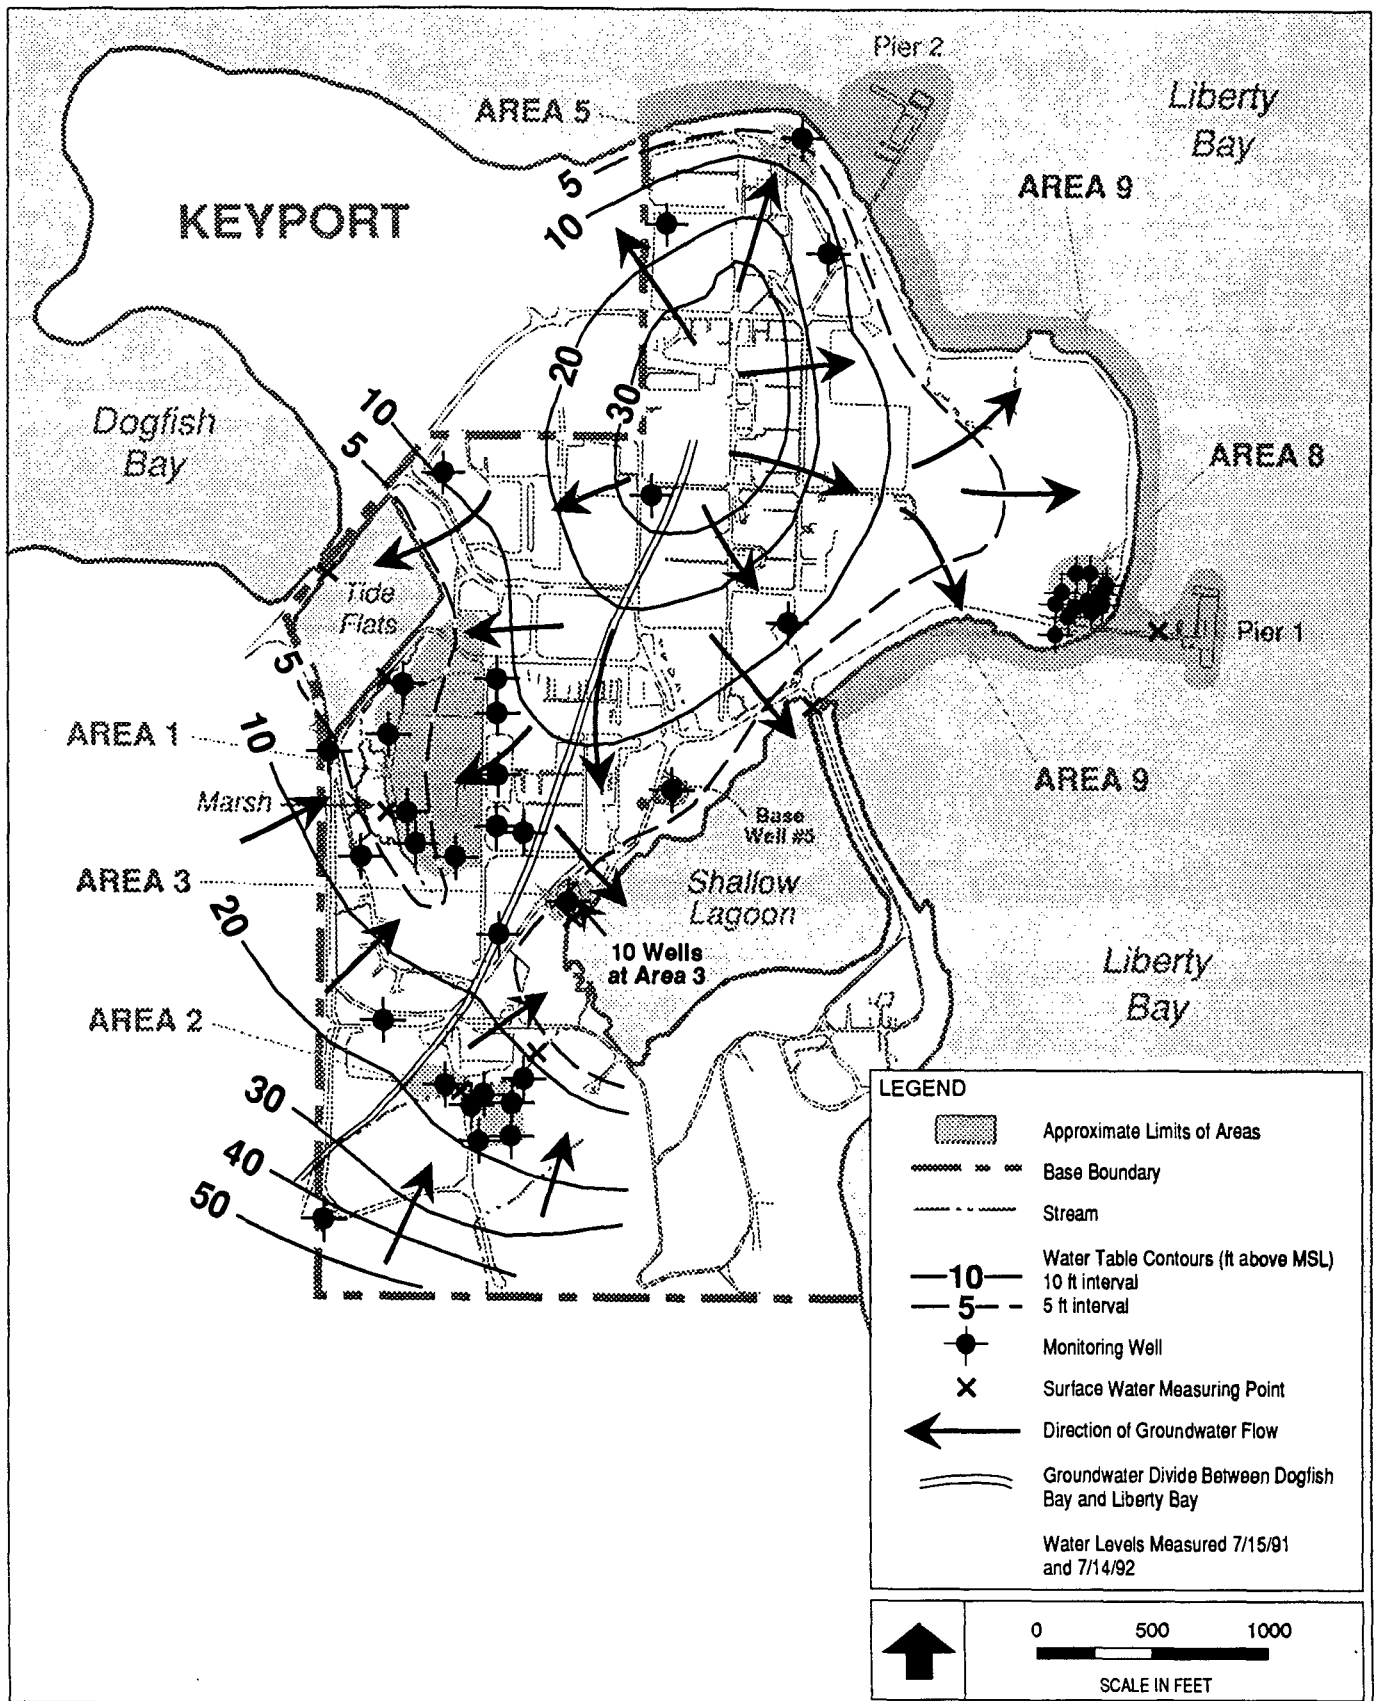 Pier 2
Liberty
Bay
AREA 5
AREA 9
5
10
KEYPORT
20
30
10
5
Dogfish
Bay
AREA 8
Tide
Flats
Pier 1
5
10
AREA 1
AREA 9
Marsh
Base
Well #5
AREA 3
Shallow
Lagoon
20
10 Wells
at Area 3
Liberty
Bay
AREA 2
30
40
50
LEGEND
Approximate Limits of Areas
Base Boundary
Stream
10
Water Table Contours (ft above MSL)
10 ft interval
5
5 ft interval
Monitoring Well
Surface Water Measuring Point
Direction of Groundwater Flow
Groundwater Divide Between Dogfish
Bay and Liberty Bay
Water Levels Measured 7/15/91
and 7/14/92
0 500 1000
SCALE IN FEET